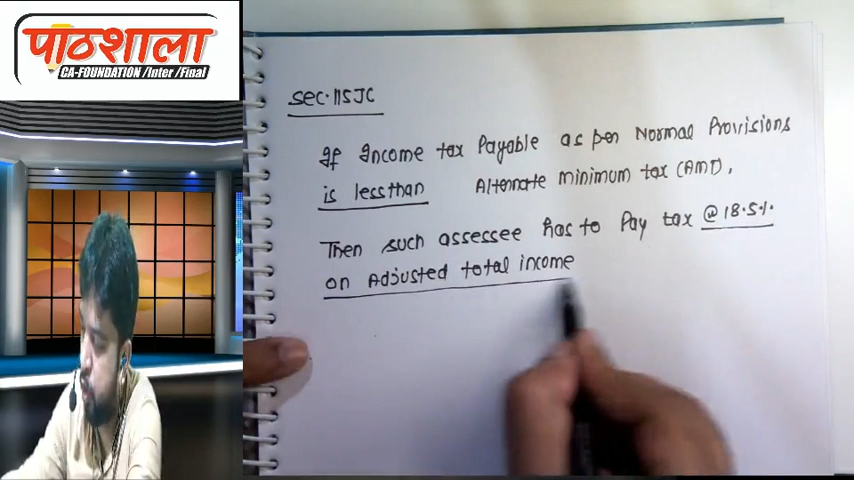 पाठशाला
CA-FOUNDATION /Inter /Final
Sec. 115JC
If Income tax Payable as per Normal Provisions
is less than Alternate minimum tax (AMT).
Then such assessee has to Pay tax @ 18.5%.
on Adjusted total income